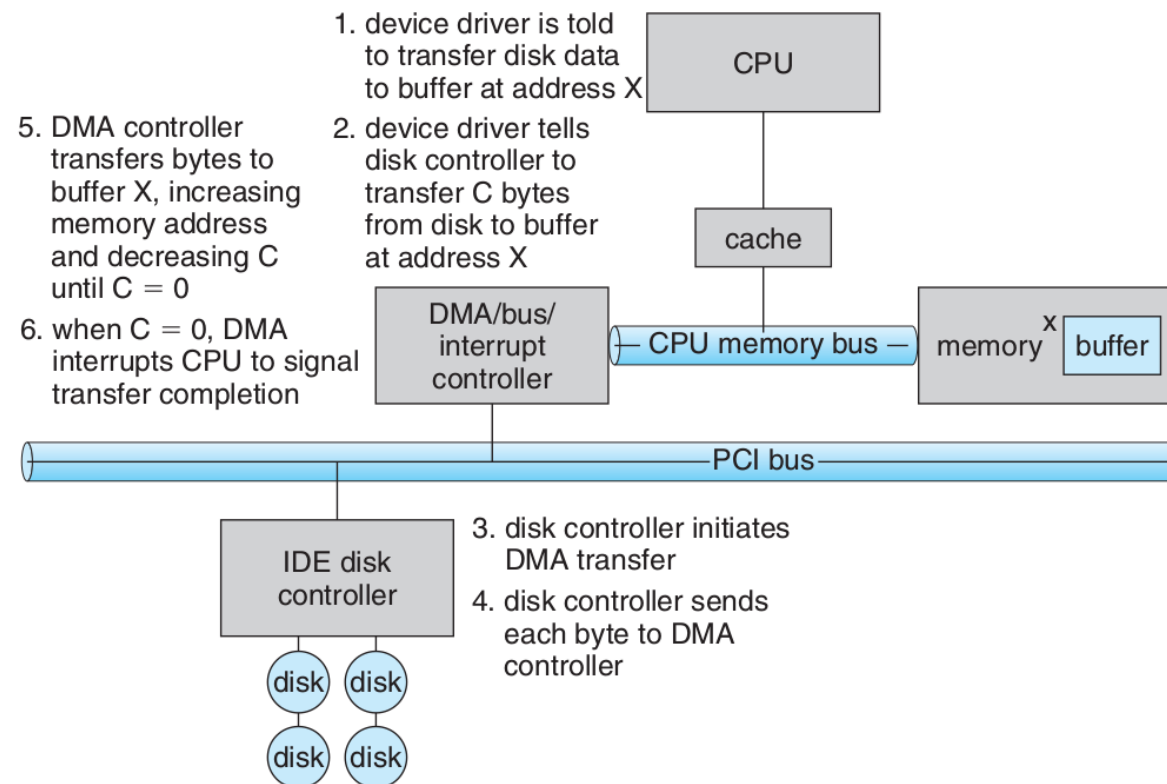 1. device driver is told
to transfer disk data
to buffer at address X
CPU
5. DMA controller
transfers bytes to
buffer X, increasing
memory address
and decreasing C
until C = 0
2. device driver tells
disk controller to
transfer C bytes
from disk to buffer
at address X
cache
6. when C = 0, DMA
interrupts CPU to signal
transfer completion
DMA/bus/
interrupt
controller
CPU memory bus
memory
x
buffer
PCI bus
IDE disk
controller
3. disk controller initiates
DMA transfer
4. disk controller sends
each byte to DMA
controller
disk
disk
disk
disk